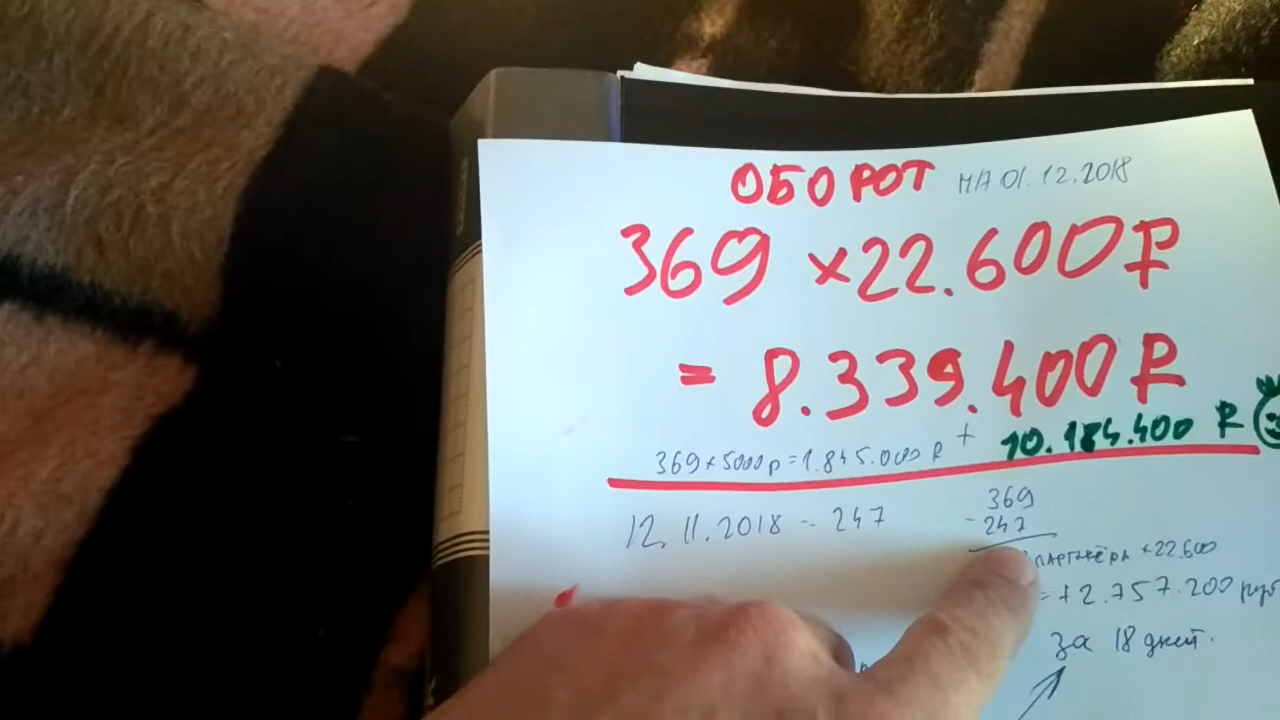 ОБОРОТ НА 01.12.2018
369 × 22.600 ₽
= 8.339.400 ₽
369 × 5000 р = 1.845.000 ₽ + 10.184.400 ₽
12.11.2018 - 247
369
- 247
партнёра × 22.600
= + 2.757.200 руб
за 18 дней.